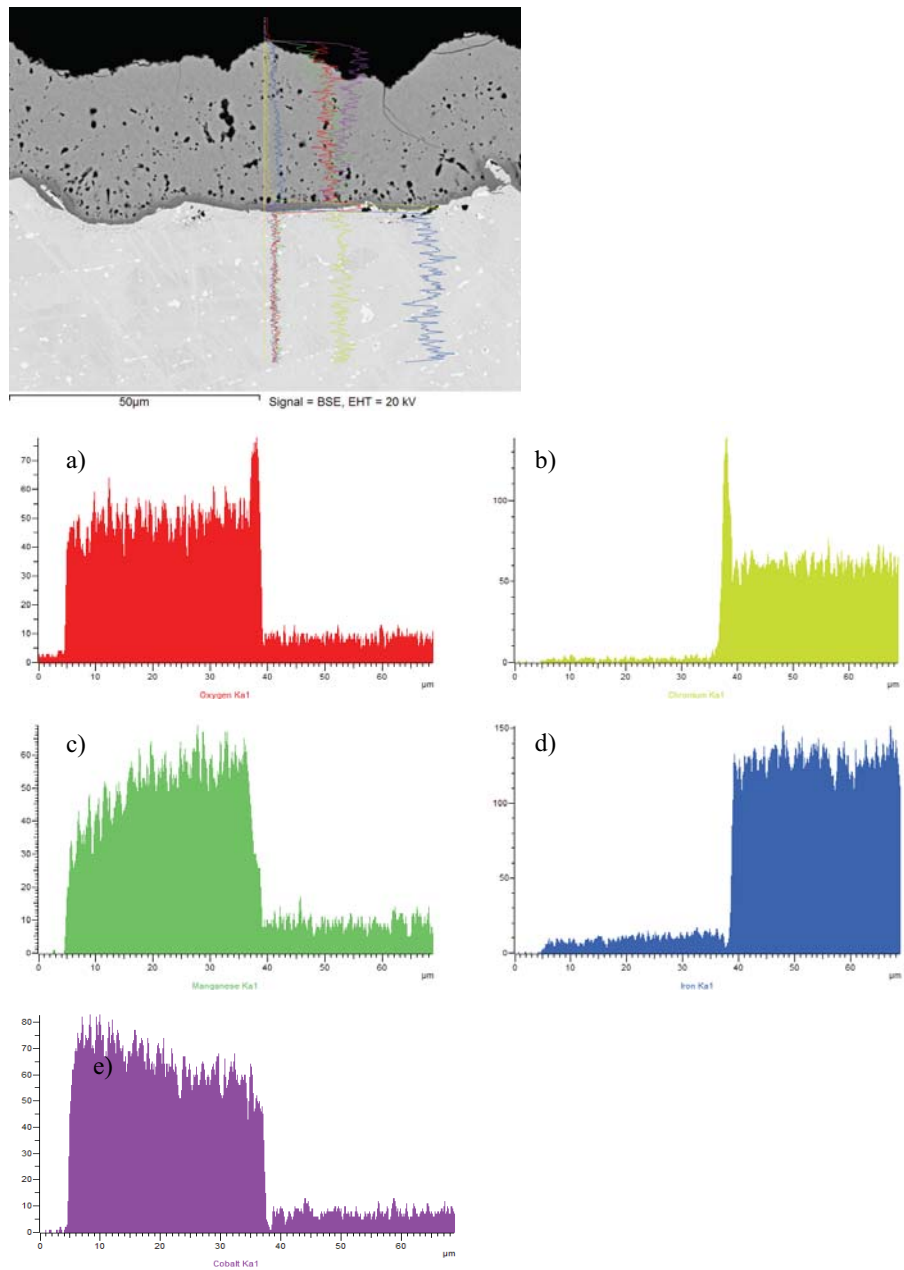 50µm Signal = BSE, EHT = 20 kV
a)
70
60
50
40
30
20
10
0
0 10 20 30 40 50 60
µm
Oxygen Ka1
b)
100
50
0
0 10 20 30 40 50 60
µm
Chromium Ka1
c)
60
50
40
30
20
10
0
0 10 20 30 40 50 60
µm
Manganese Ka1
d)
150
100
50
0
0 10 20 30 40 50 60
µm
Iron Ka1
e)
80
70
60
50
40
30
20
10
0
0 10 20 30 40 50 60
µm
Cobalt Ka1